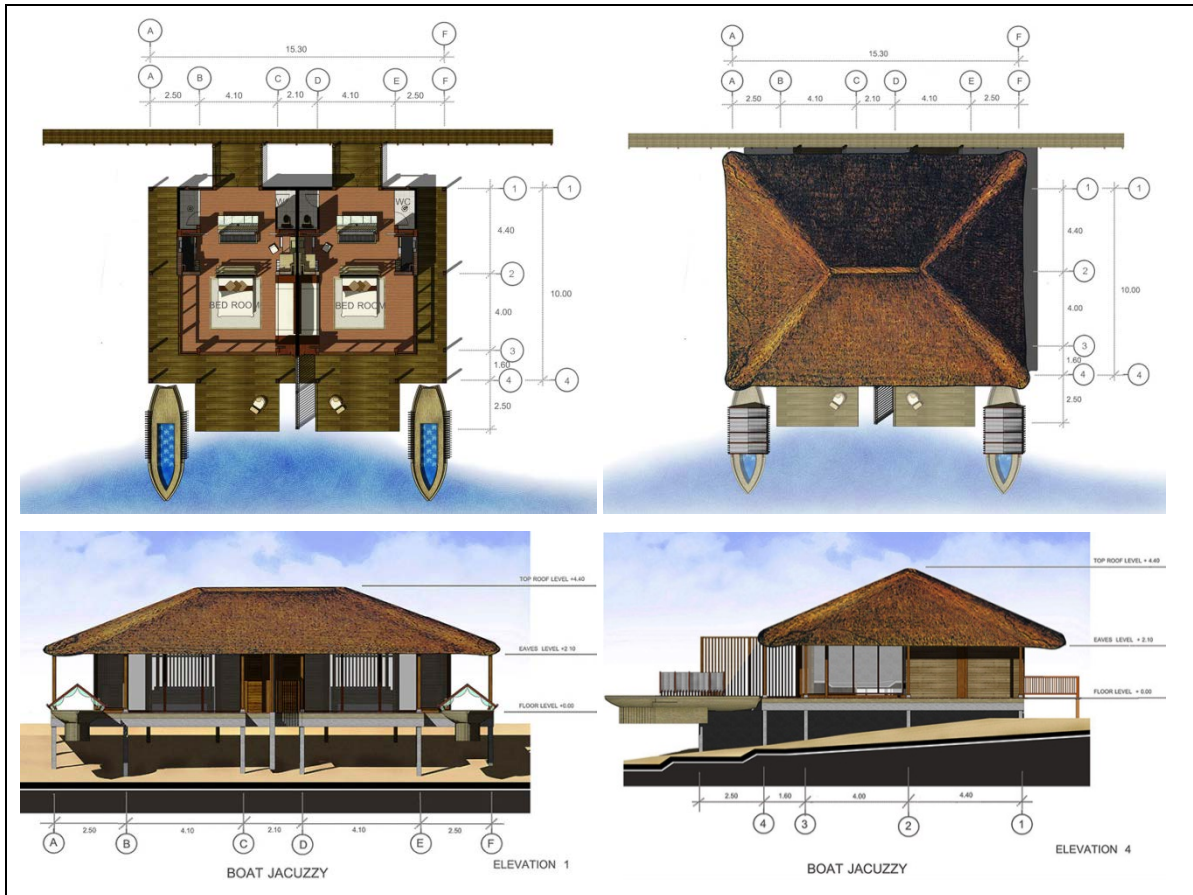 A F
15.30
A B C D E F
2.50 4.10 2.10 4.10 2.50
WC WC
BED ROOM BED ROOM
1 1
4.40
2
10.00
4.00
3
1.60
4 4
2.50
A F
15.30
A B C D E F
2.50 4.10 2.10 4.10 2.50
1 1
4.40
2
10.00
4.00
3
1.60
4 4
2.50
TOP ROOF LEVEL +4.40
EAVES LEVEL +2.10
FLOOR LEVEL +0.00
2.50 4.10 2.10 4.10 2.50
A B C D E F
ELEVATION 1
BOAT JACUZZY
TOP ROOF LEVEL + 4.40
EAVES LEVEL + 2.10
FLOOR LEVEL + 0.00
2.50 1.60 4.00 4.40
4 3 2 1
ELEVATION 4
BOAT JACUZZY